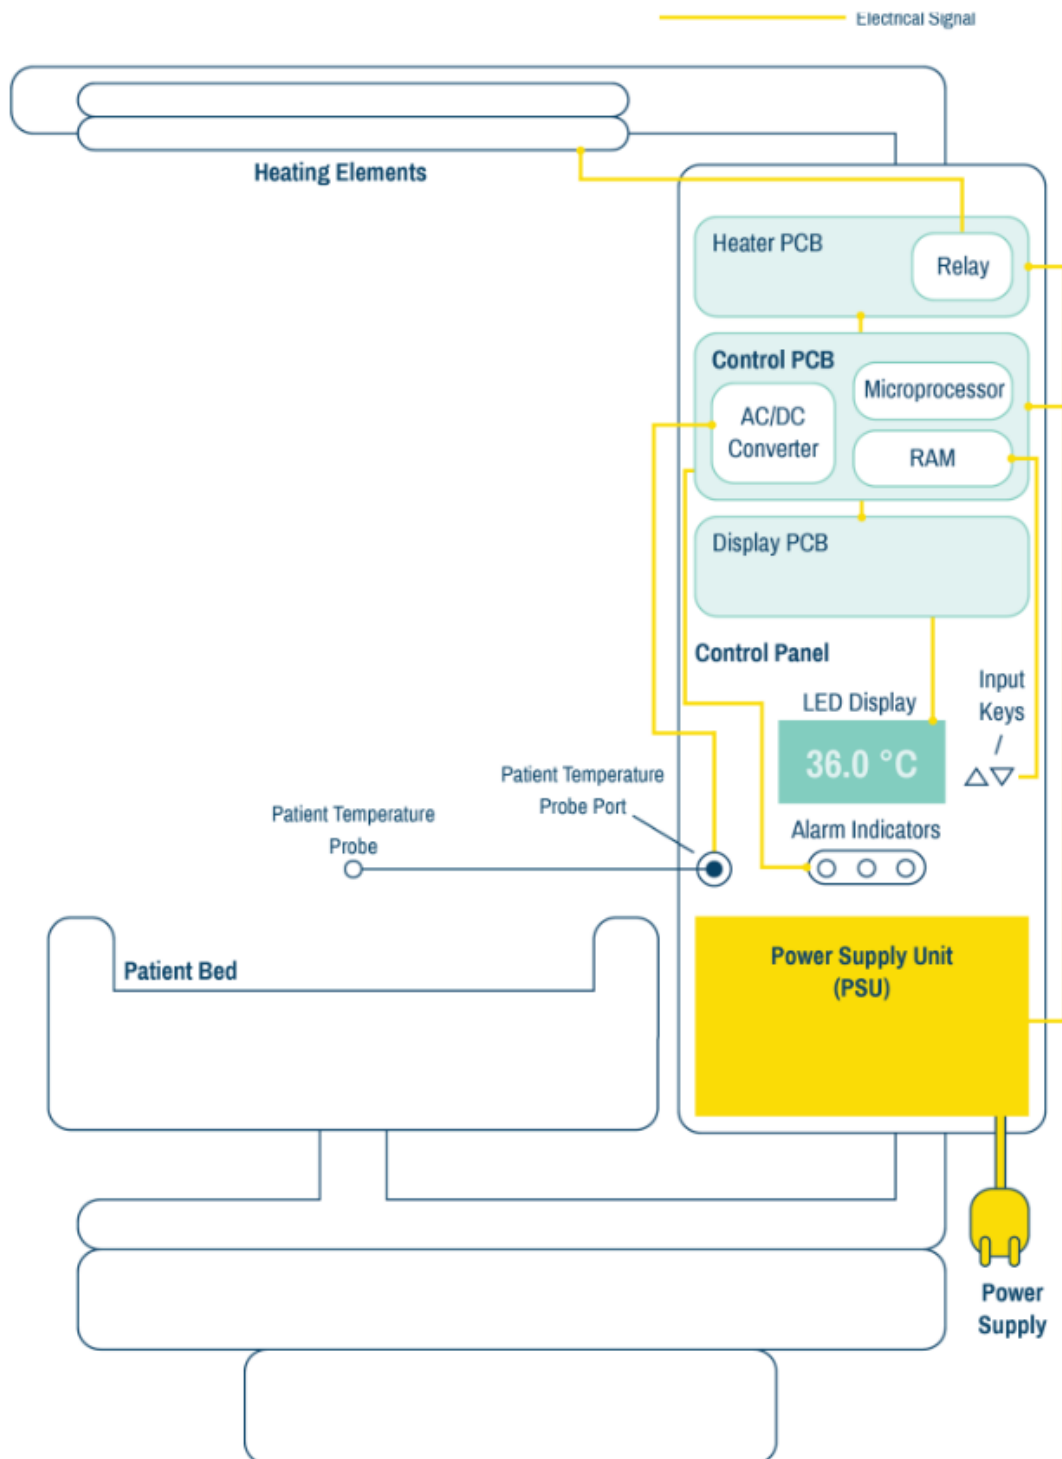 Electrical Signal
Heating Elements
Heater PCB
Relay
Control PCB
Microprocessor
AC/DC
Converter
RAM
Display PCB
Control Panel
LED Display
Input
Keys
/
36.0 °C
Patient Temperature
Probe Port
Patient Temperature
Probe
Alarm Indicators
Patient Bed
Power Supply Unit
(PSU)
Power
Supply